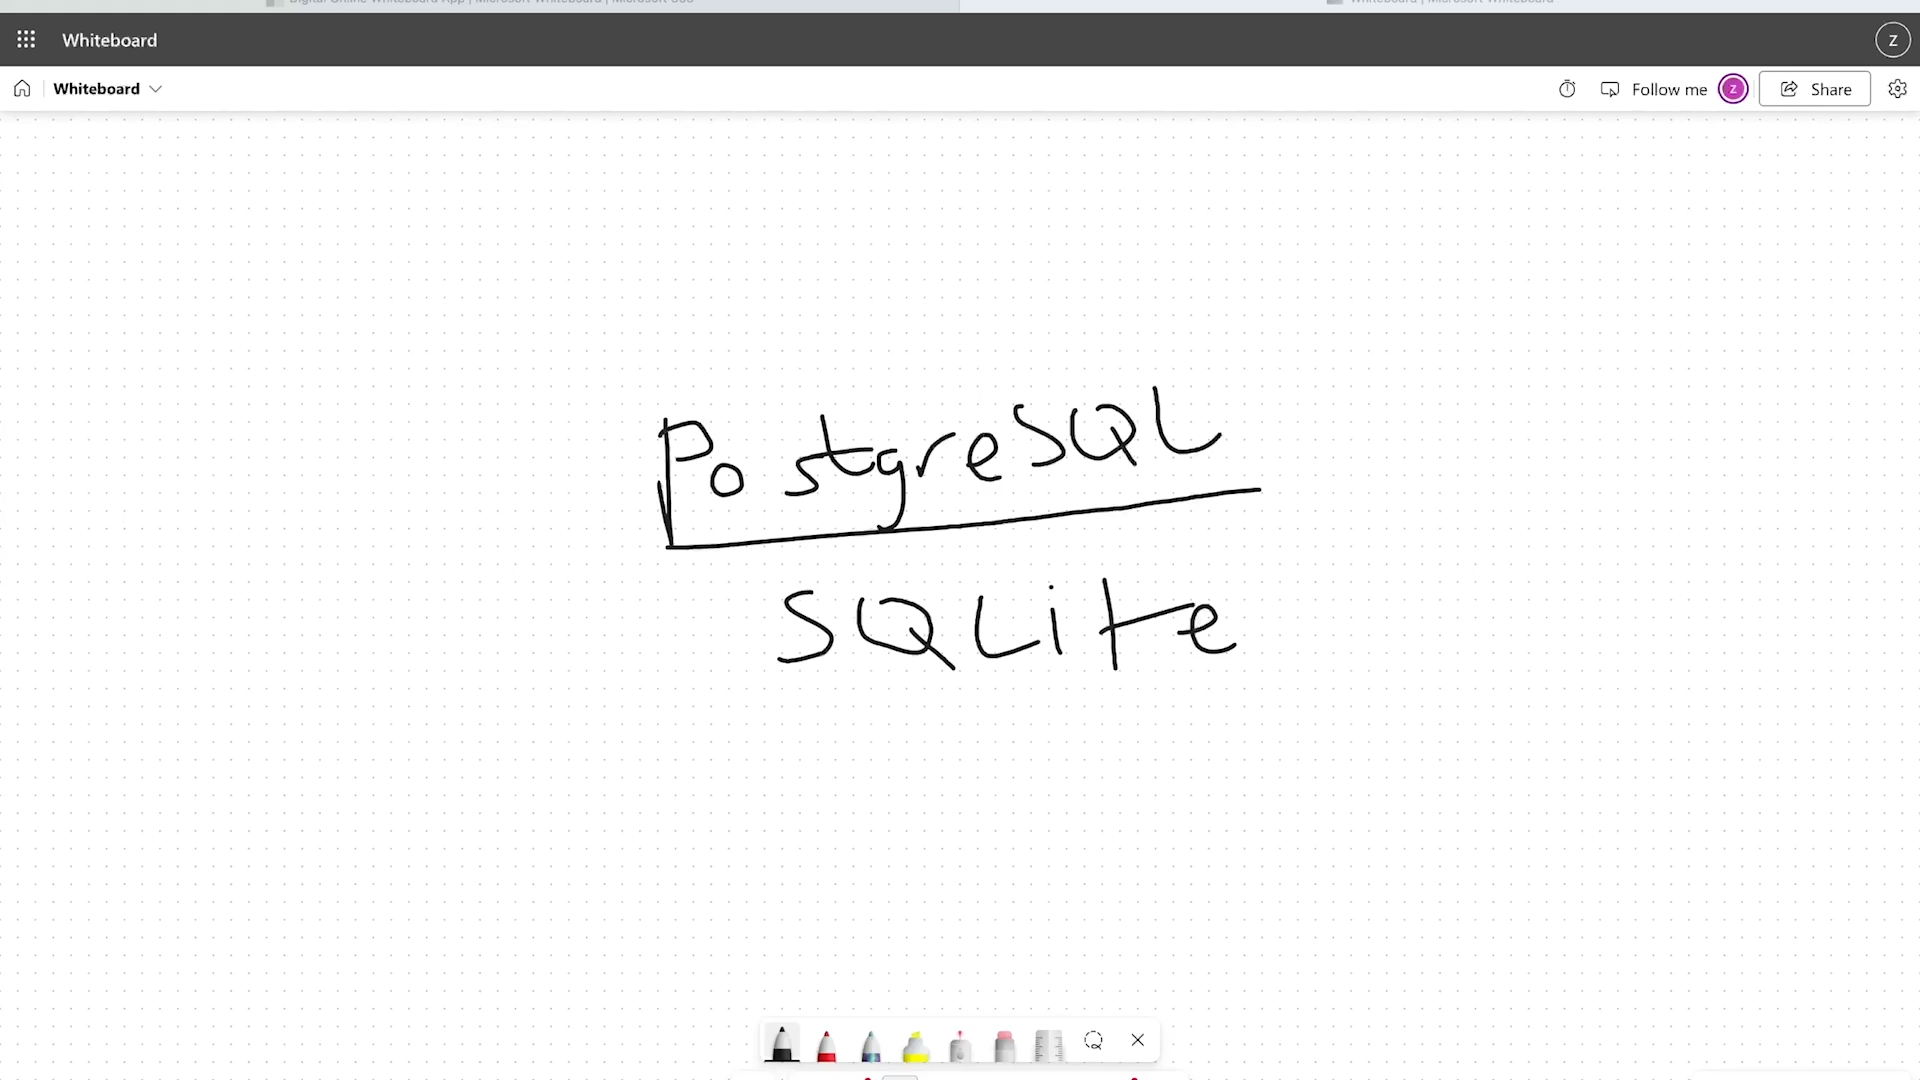 Whiteboard
Z
Whiteboard
Follow me
Z
Share
PostgreSQL
SQLite